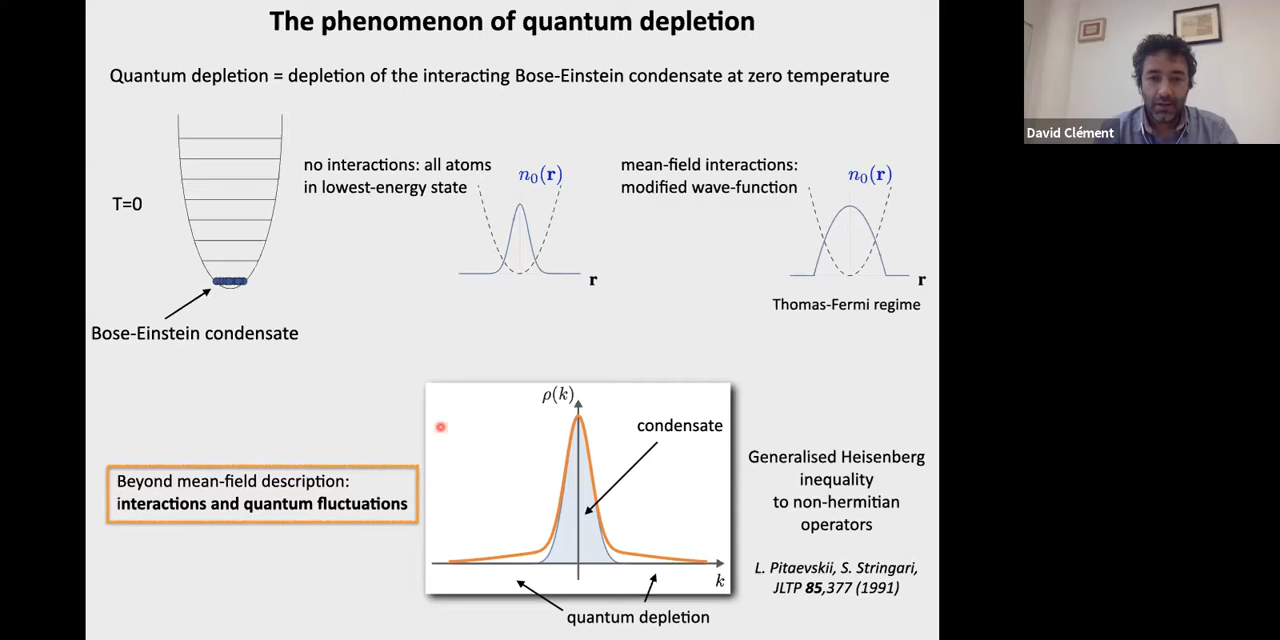 The phenomenon of quantum depletion
Quantum depletion = depletion of the interacting Bose-Einstein condensate at zero temperature
David Clément
T=0
no interactions: all atoms
in lowest-energy state
n₀(r)
r
mean-field interactions:
modified wave-function
n₀(r)
r
Thomas-Fermi regime
Bose-Einstein condensate
Beyond mean-field description:
interactions and quantum fluctuations
ρ(k)
condensate
k
quantum depletion
Generalised Heisenberg
inequality
to non-hermitian
operators
L. Pitaevskii, S. Stringari,
JLTP 85,377 (1991)